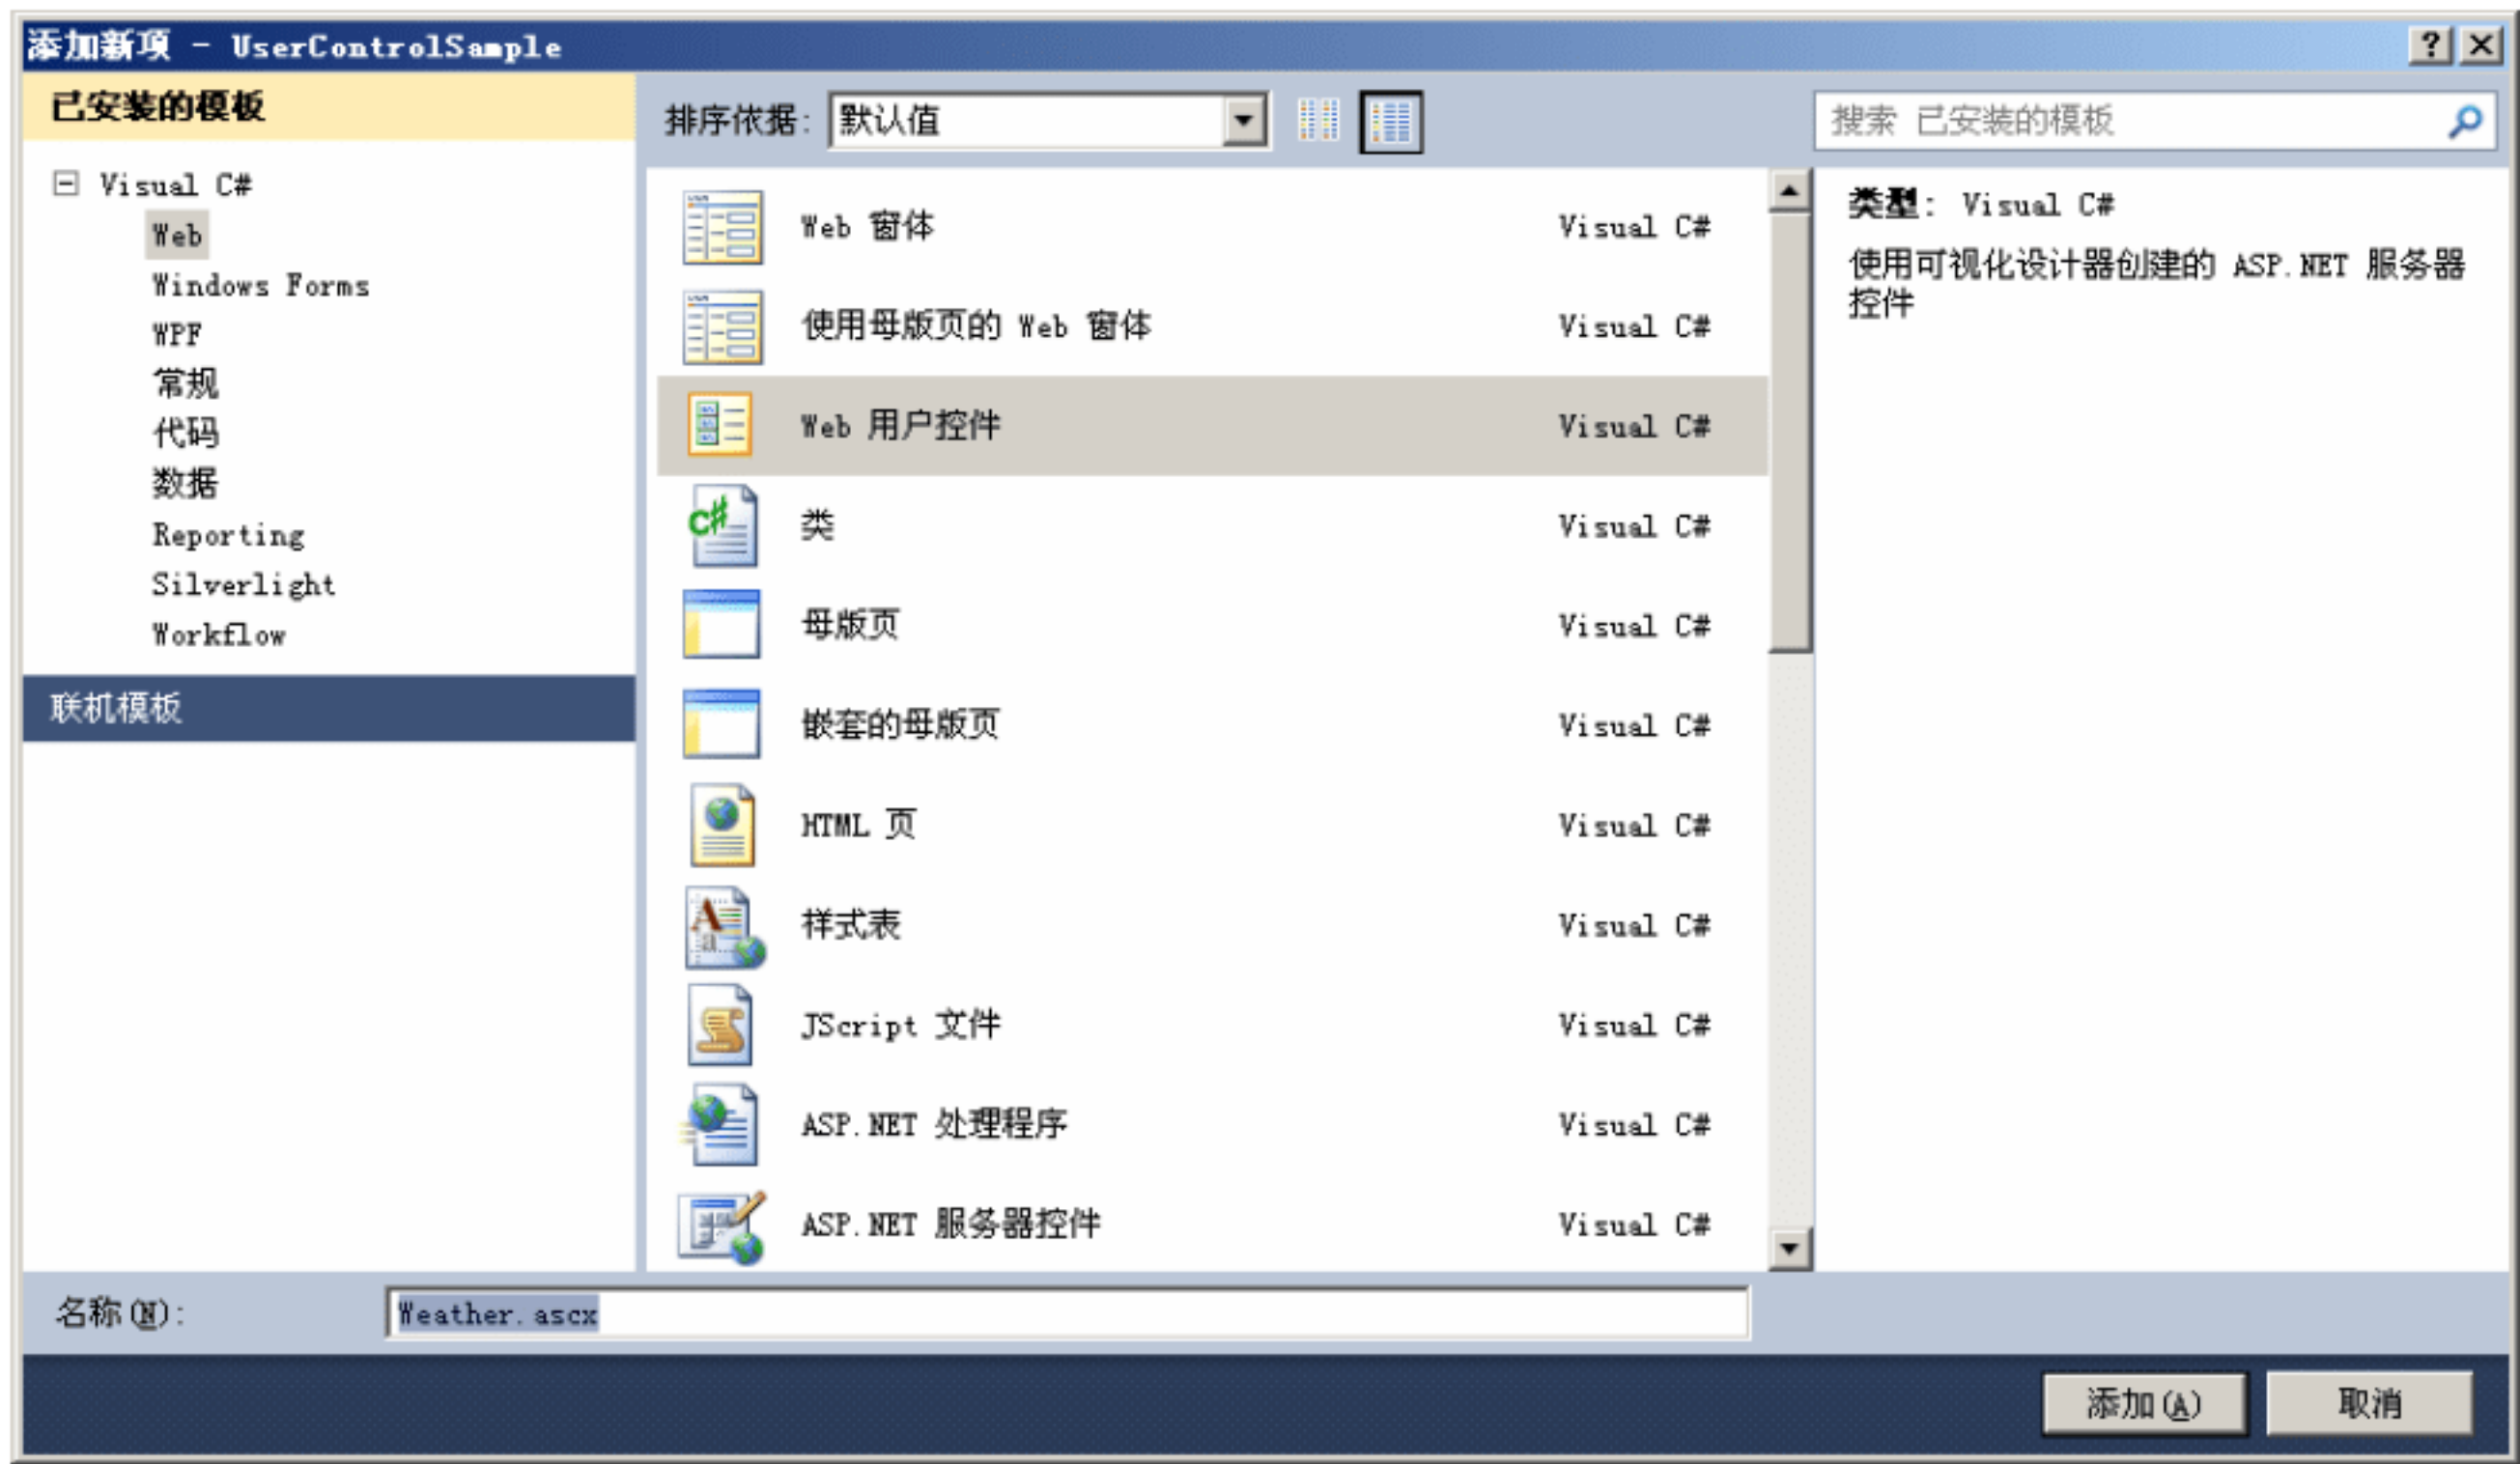 添加新项 - UserControlSample
已安装的模板
Visual C#
Web
Windows Forms
WPF
常规
代码
数据
Reporting
Silverlight
Workflow
联机模板
排序依据: 默认值
搜索 已安装的模板
Web 窗体 Visual C#
使用母版页的 Web 窗体 Visual C#
Web 用户控件 Visual C#
类 Visual C#
母版页 Visual C#
嵌套的母版页 Visual C#
HTML 页 Visual C#
样式表 Visual C#
JScript 文件 Visual C#
ASP.NET 处理程序 Visual C#
ASP.NET 服务器控件 Visual C#
类型: Visual C#
使用可视化设计器创建的 ASP.NET 服务器
控件
名称(N): Weather.ascx
添加(A) 取消